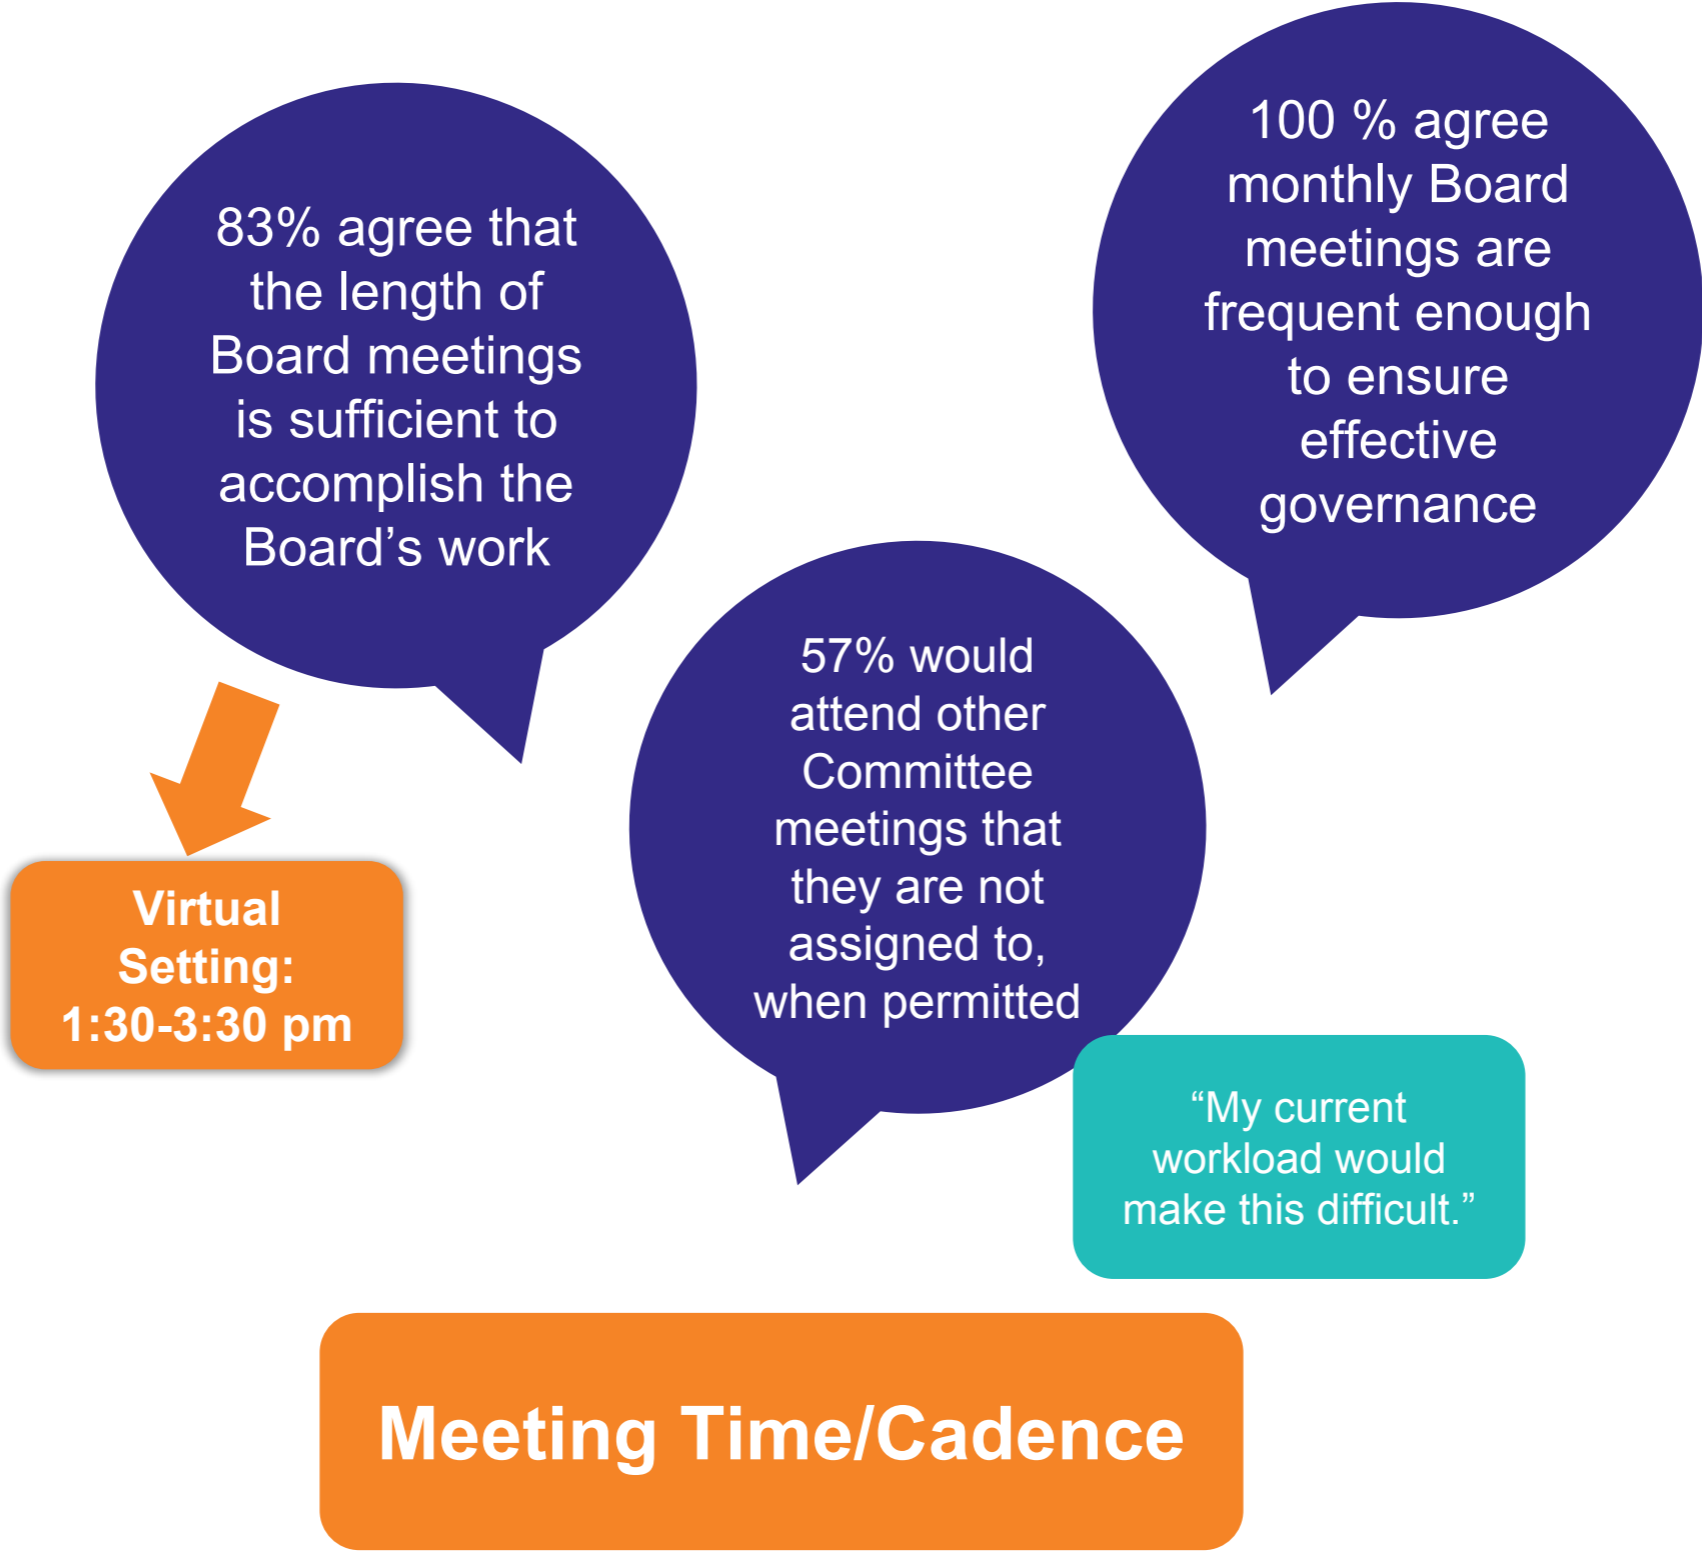 83% agree that
the length of
Board meetings
is sufficient to
accomplish the
Board’s work
100 % agree
monthly Board
meetings are
frequent enough
to ensure
effective
governance
57% would
attend other
Committee
meetings that
they are not
assigned to,
when permitted
Virtual
Setting:
1:30-3:30 pm
“My current
workload would
make this difficult.”
Meeting Time/Cadence